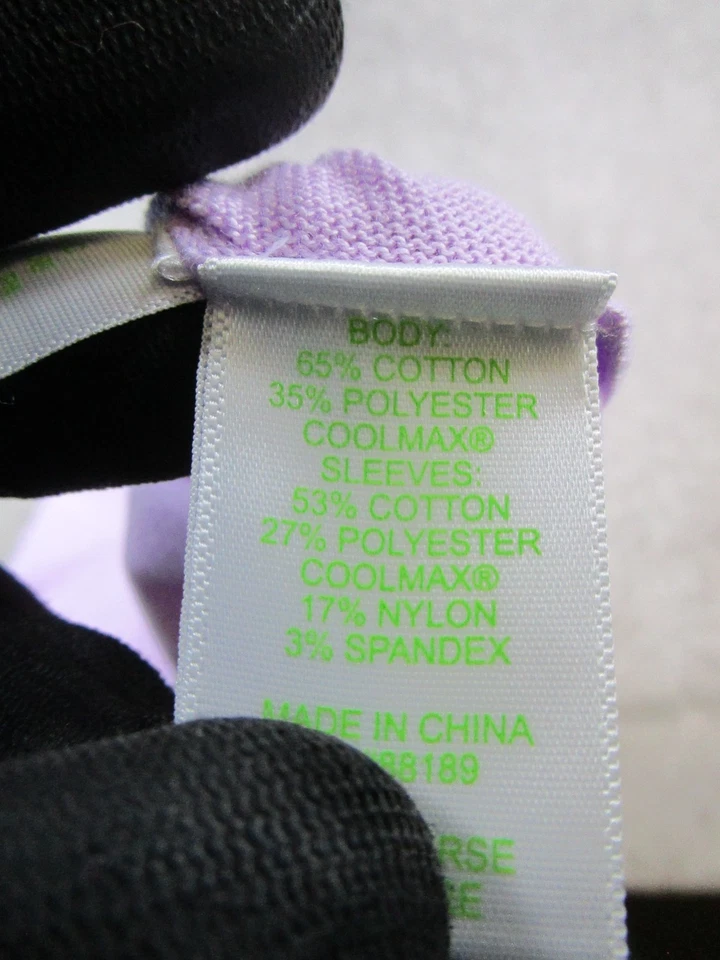 BODY:
65% COTTON
35% POLYESTER
COOLMAX®
SLEEVES:
53% COTTON
27% POLYESTER
COOLMAX®
17% NYLON
3% SPANDEX
MADE IN CHINA